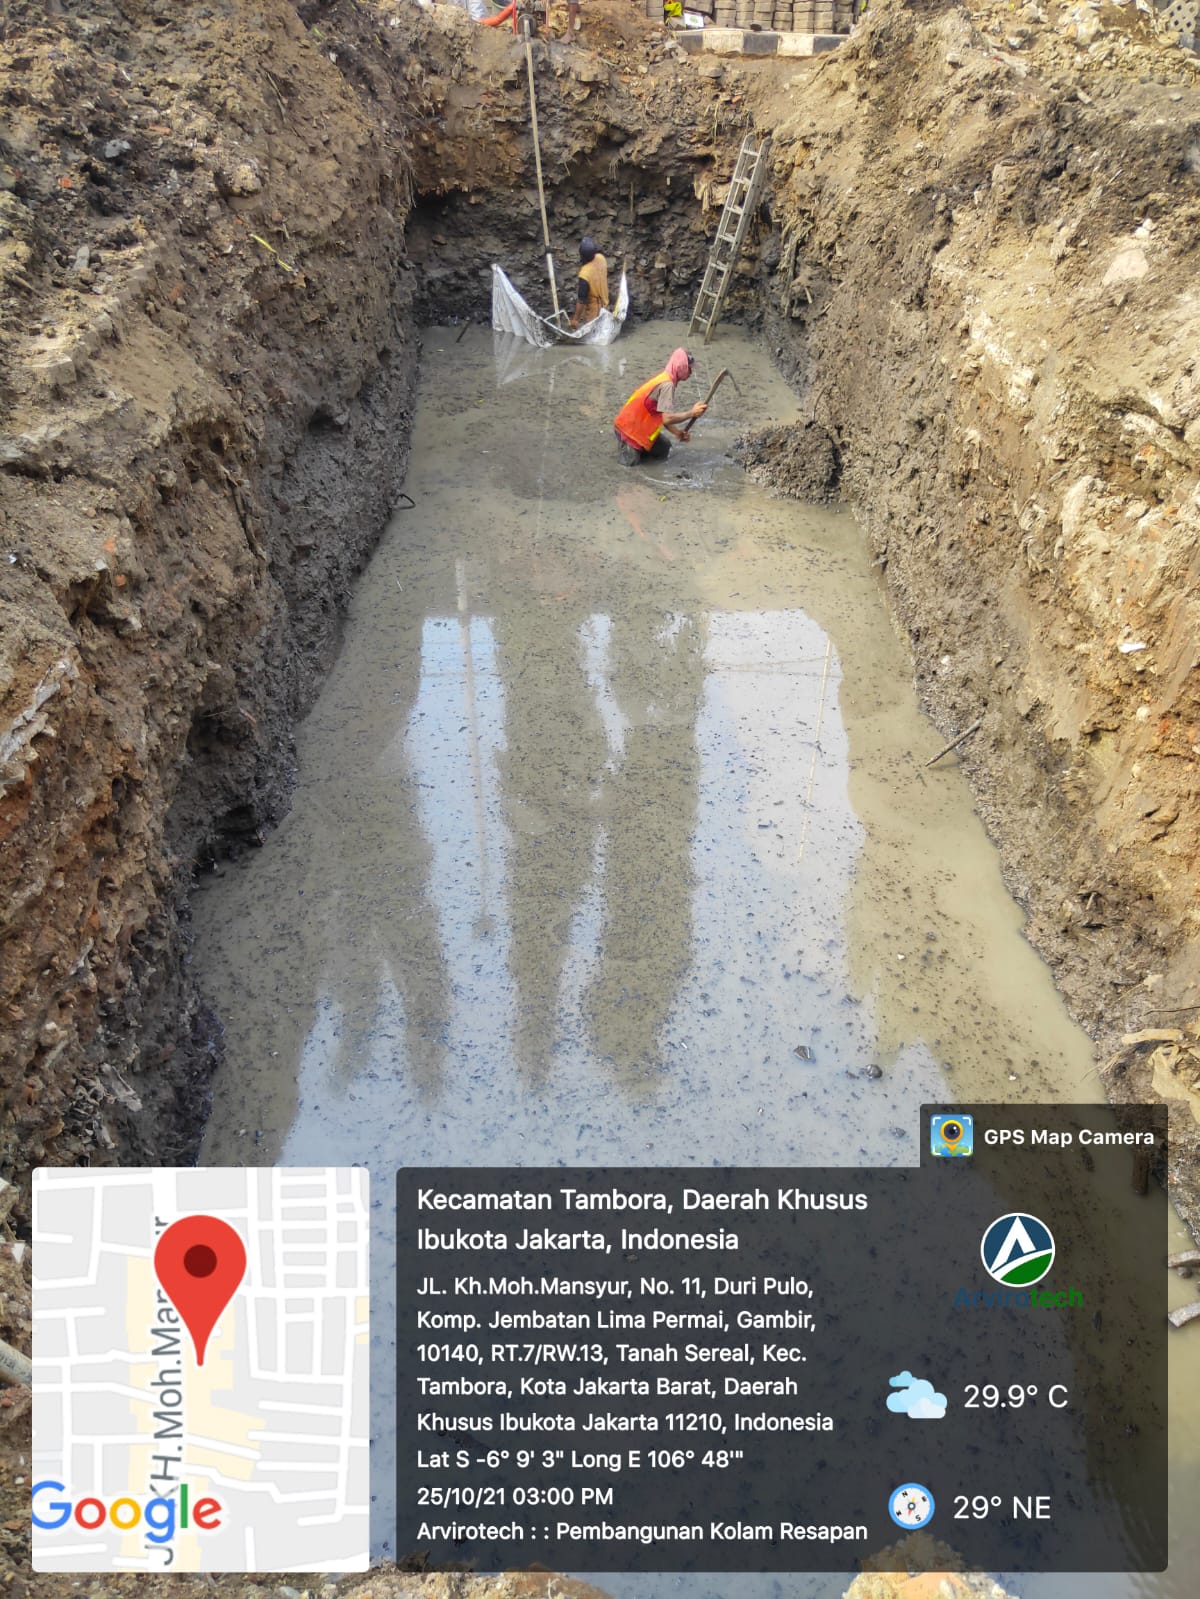 GPS Map Camera
Kecamatan Tambora, Daerah Khusus
Ibukota Jakarta, Indonesia
JL. Kh.Moh.Mansyur, No. 11, Duri Pulo,
Komp. Jembatan Lima Permai, Gambir,
10140, RT.7/RW.13, Tanah Sereal, Kec.
Tambora, Kota Jakarta Barat, Daerah
Khusus Ibukota Jakarta 11210, Indonesia
Lat S -6° 9' 3" Long E 106° 48'"
25/10/21 03:00 PM
Arvirotech : : Pembangunan Kolam Resapan
Arvirotech
29.9° C
29° NE
KH.Moh.Mar
Google